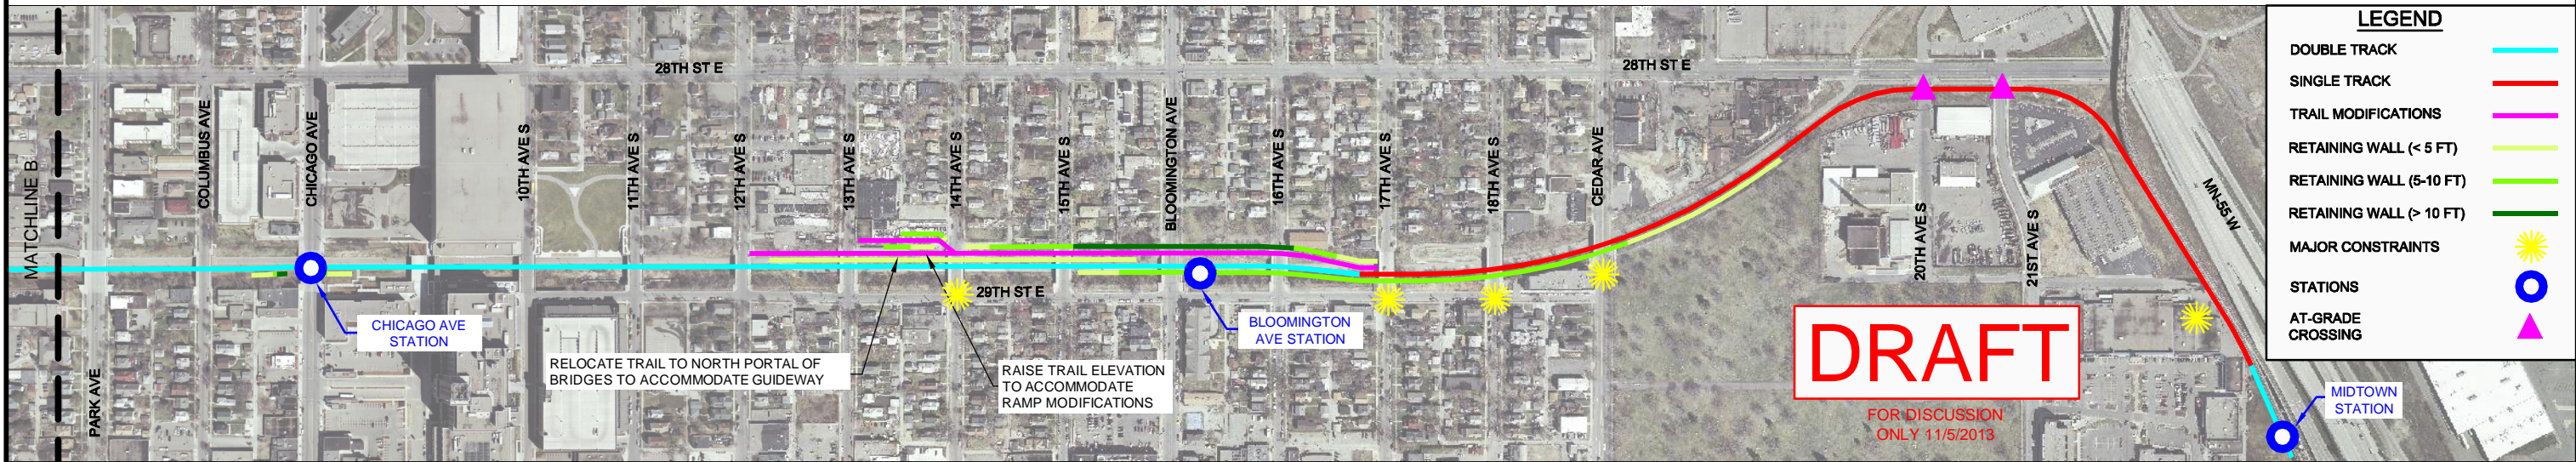 MATCHLINE B
PARK AVE
COLUMBUS AVE
CHICAGO AVE
10TH AVE S
11TH AVE S
28TH ST E
12TH AVE S
13TH AVE S
14TH AVE S
15TH AVE S
BLOOMINGTON AVE
16TH AVE S
17TH AVE S
18TH AVE S
CEDAR AVE
28TH ST E
20TH AVE S
21ST AVE S
MN-55 W
29TH ST E
CHICAGO AVE
STATION
RELOCATE TRAIL TO NORTH PORTAL OF
BRIDGES TO ACCOMMODATE GUIDEWAY
RAISE TRAIL ELEVATION
TO ACCOMMODATE
RAMP MODIFICATIONS
BLOOMINGTON
AVE STATION
DRAFT
FOR DISCUSSION
ONLY 11/5/2013
MIDTOWN
STATION
LEGEND
DOUBLE TRACK
SINGLE TRACK
TRAIL MODIFICATIONS
RETAINING WALL (< 5 FT)
RETAINING WALL (5-10 FT)
RETAINING WALL (> 10 FT)
MAJOR CONSTRAINTS
STATIONS
AT-GRADE
CROSSING